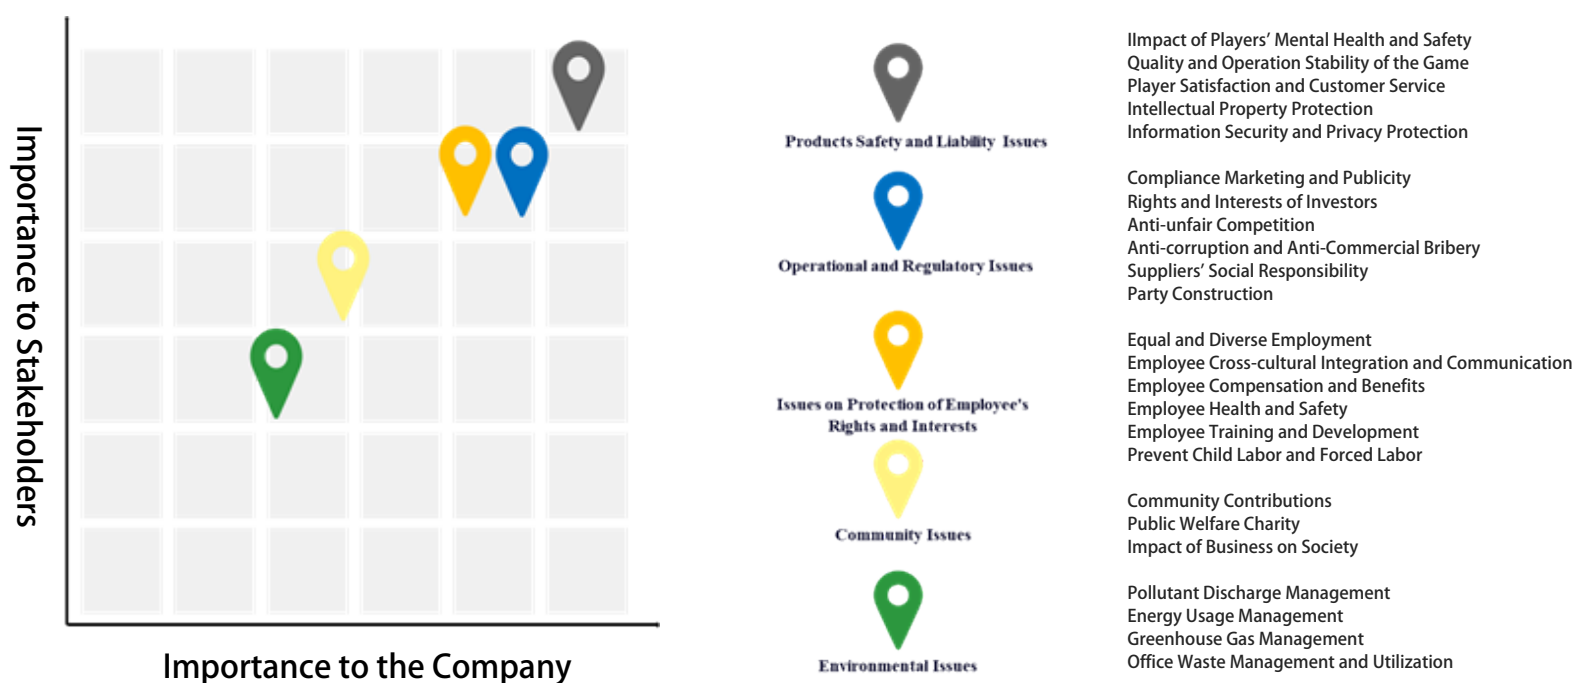 Importance to Stakeholders
Importance to the Company
Products Safety and Liability Issues
Operational and Regulatory Issues
Issues on Protection of Employee's
Rights and Interests
Community Issues
Environmental Issues
IImpact of Players’ Mental Health and Safety
Quality and Operation Stability of the Game
Player Satisfaction and Customer Service
Intellectual Property Protection
Information Security and Privacy Protection
Compliance Marketing and Publicity
Rights and Interests of Investors
Anti-unfair Competition
Anti-corruption and Anti-Commercial Bribery
Suppliers’ Social Responsibility
Party Construction
Equal and Diverse Employment
Employee Cross-cultural Integration and Communication
Employee Compensation and Benefits
Employee Health and Safety
Employee Training and Development
Prevent Child Labor and Forced Labor
Community Contributions
Public Welfare Charity
Impact of Business on Society
Pollutant Discharge Management
Energy Usage Management
Greenhouse Gas Management
Office Waste Management and Utilization